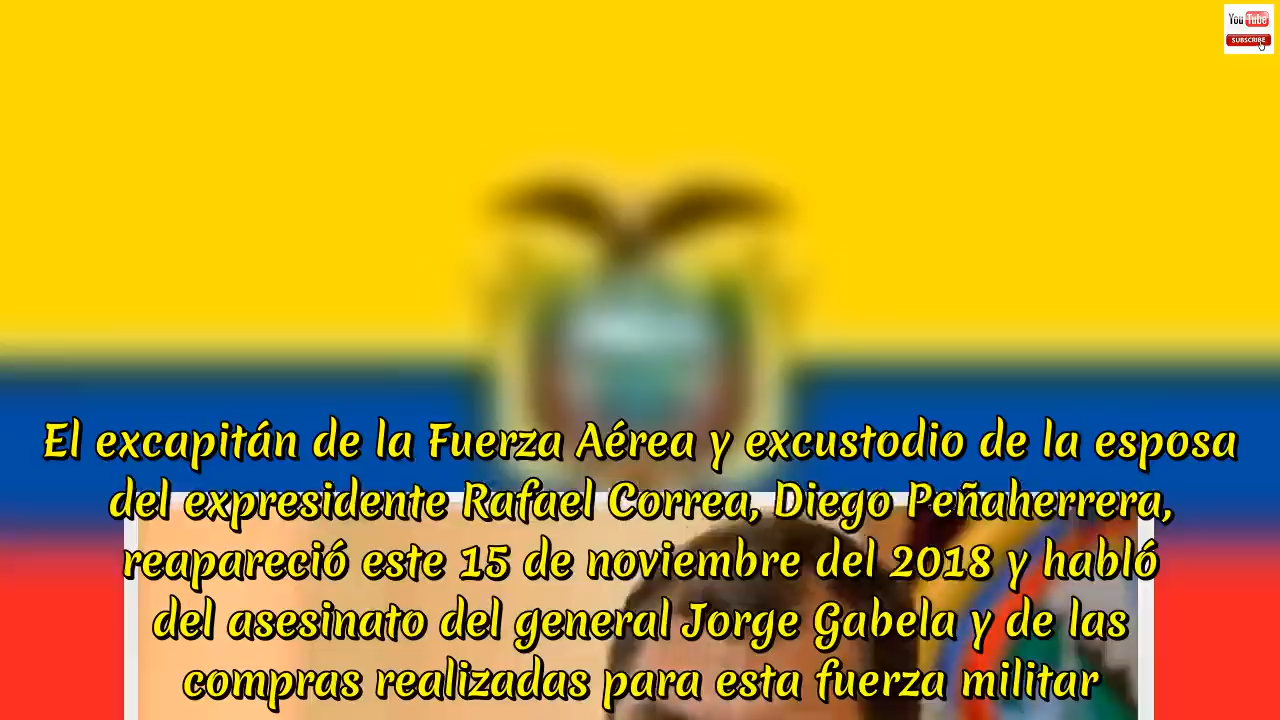 You Tube
SUBSCRIBE
El excapitán de la Fuerza Aérea y excustodio de la esposa
del expresidente Rafael Correa, Diego Peñaherrera,
reapareció este 15 de noviembre del 2018 y habló
del asesinato del general Jorge Gabela y de las
compras realizadas para esta fuerza militar